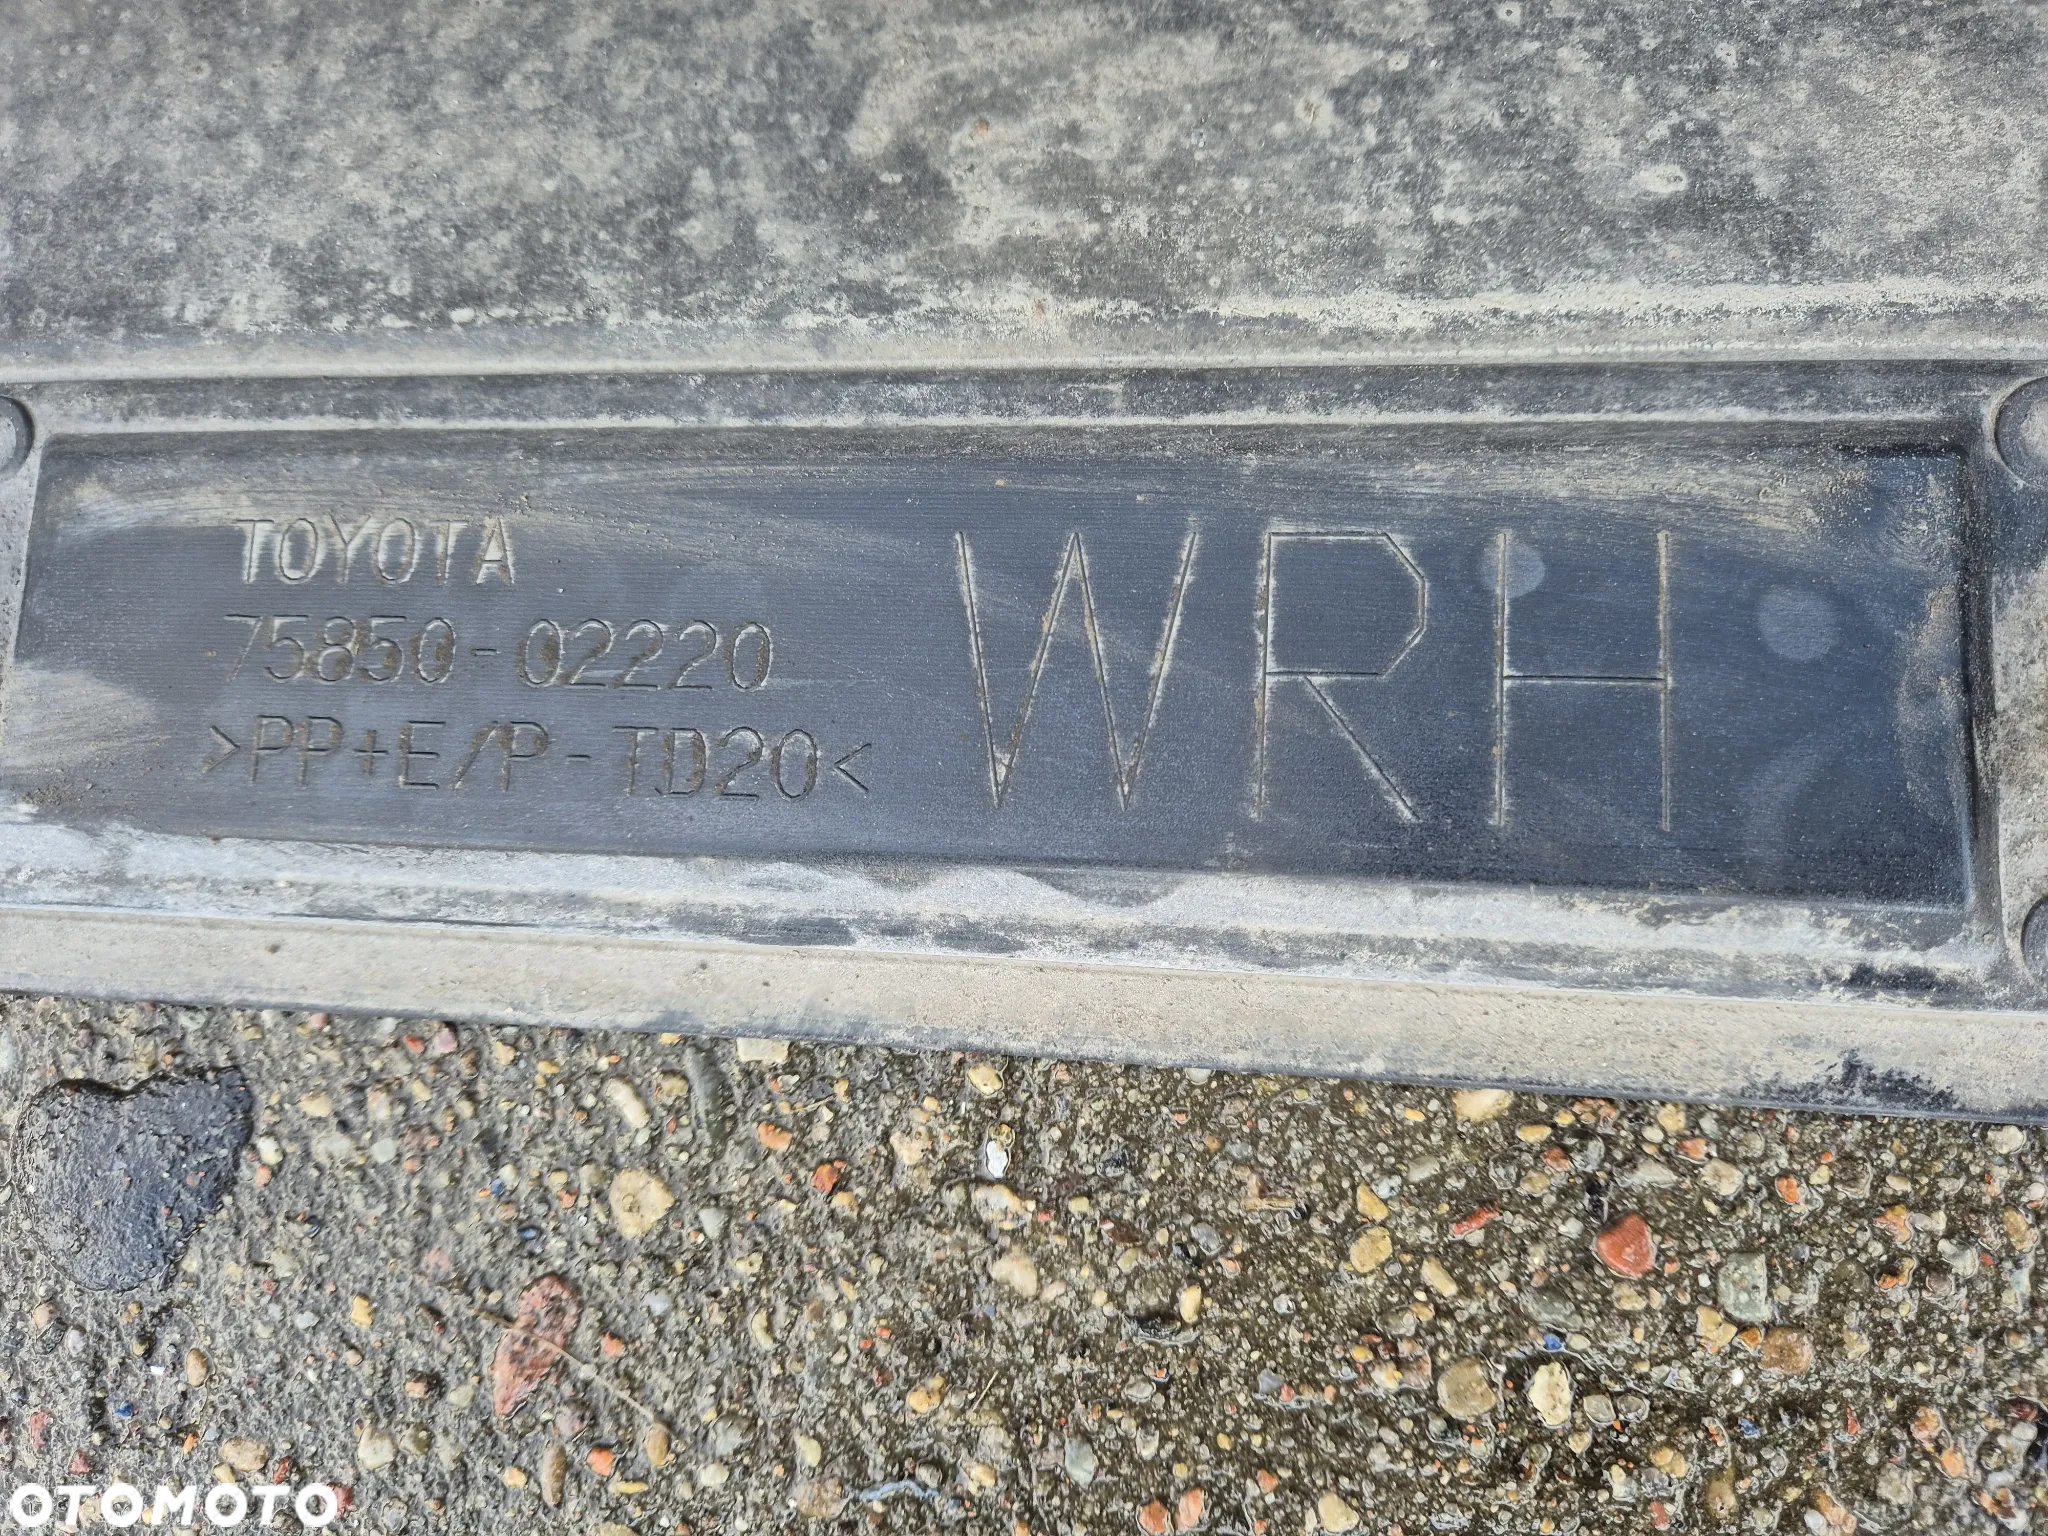 TOYOTA
75850-02220
>PP+E/P-TD20<
WRH
OTOMOTO